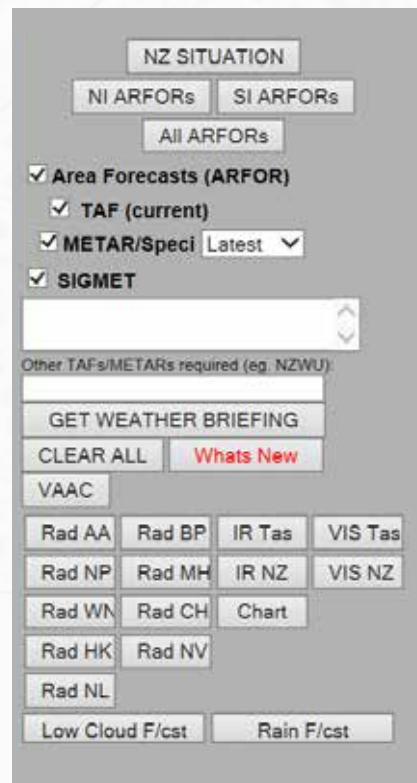 NZ SITUATION
NI ARFORs SI ARFORs
All ARFORs
Area Forecasts (ARFOR)
TAF (current)
METAR/Speci Latest
SIGMET
Other TAFs/METARs required (eg. NZWU):
GET WEATHER BRIEFING
CLEAR ALL Whats New
VAAC
Rad AA Rad BP IR Tas VIS Tas
Rad NP Rad MH IR NZ VIS NZ
Rad WN Rad CH Chart
Rad HK Rad NV
Rad NL
Low Cloud F/cst Rain F/cst